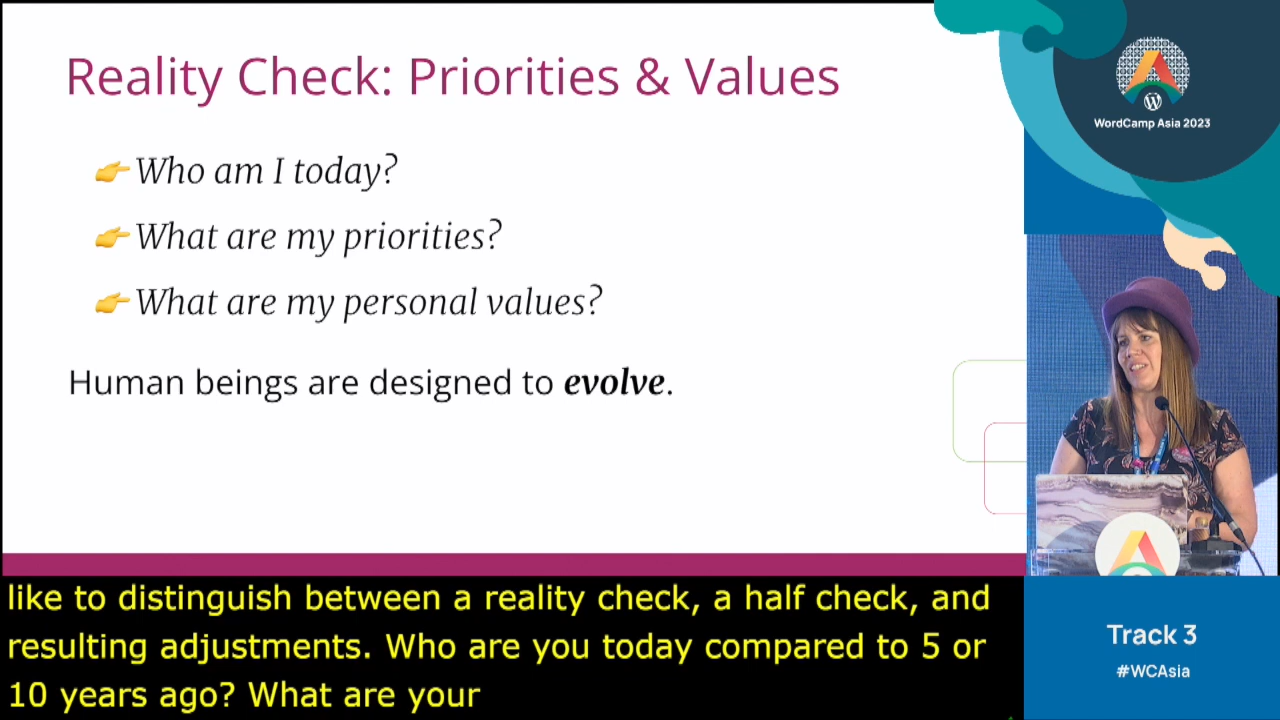 Reality Check: Priorities & Values
👉 Who am I today?
👉 What are my priorities?
👉 What are my personal values?
Human beings are designed to evolve.
WordCamp Asia 2023
like to distinguish between a reality check, a half check, and
resulting adjustments. Who are you today compared to 5 or
10 years ago? What are your
Track 3
#WCAsia